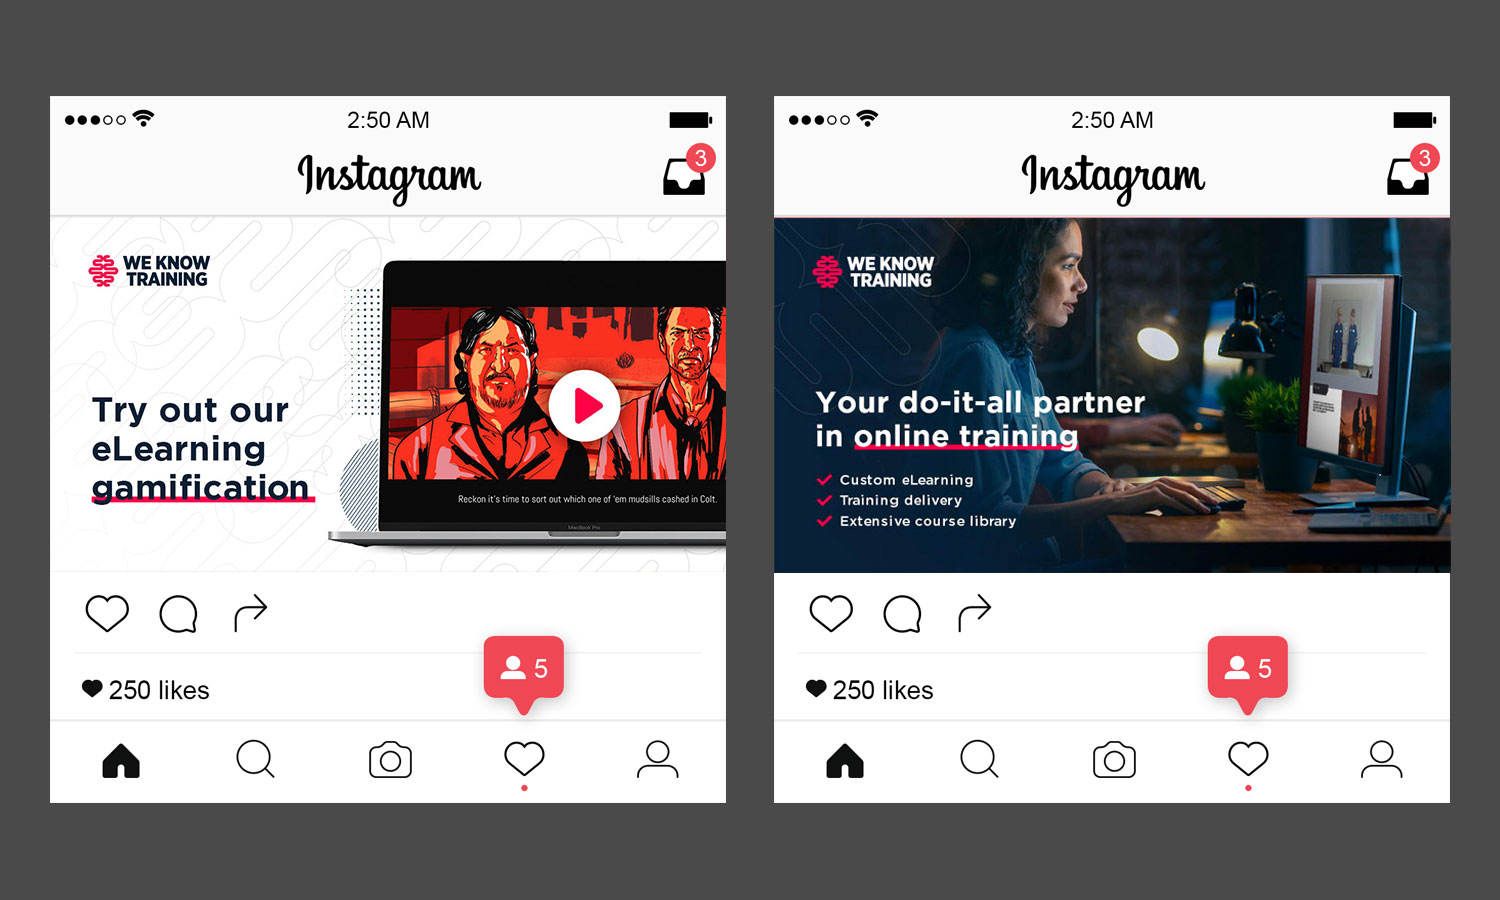 2:50 AM
Instagram
3
WE KNOW
TRAINING
Try out our
eLearning
gamification
Reckon it's time to sort out which one of 'em mudsills cashed in Colt.
MacBook Pro
5
250 likes
2:50 AM
Instagram
3
WE KNOW
TRAINING
Your do-it-all partner
in online training
Custom eLearning
Training delivery
Extensive course library
5
250 likes